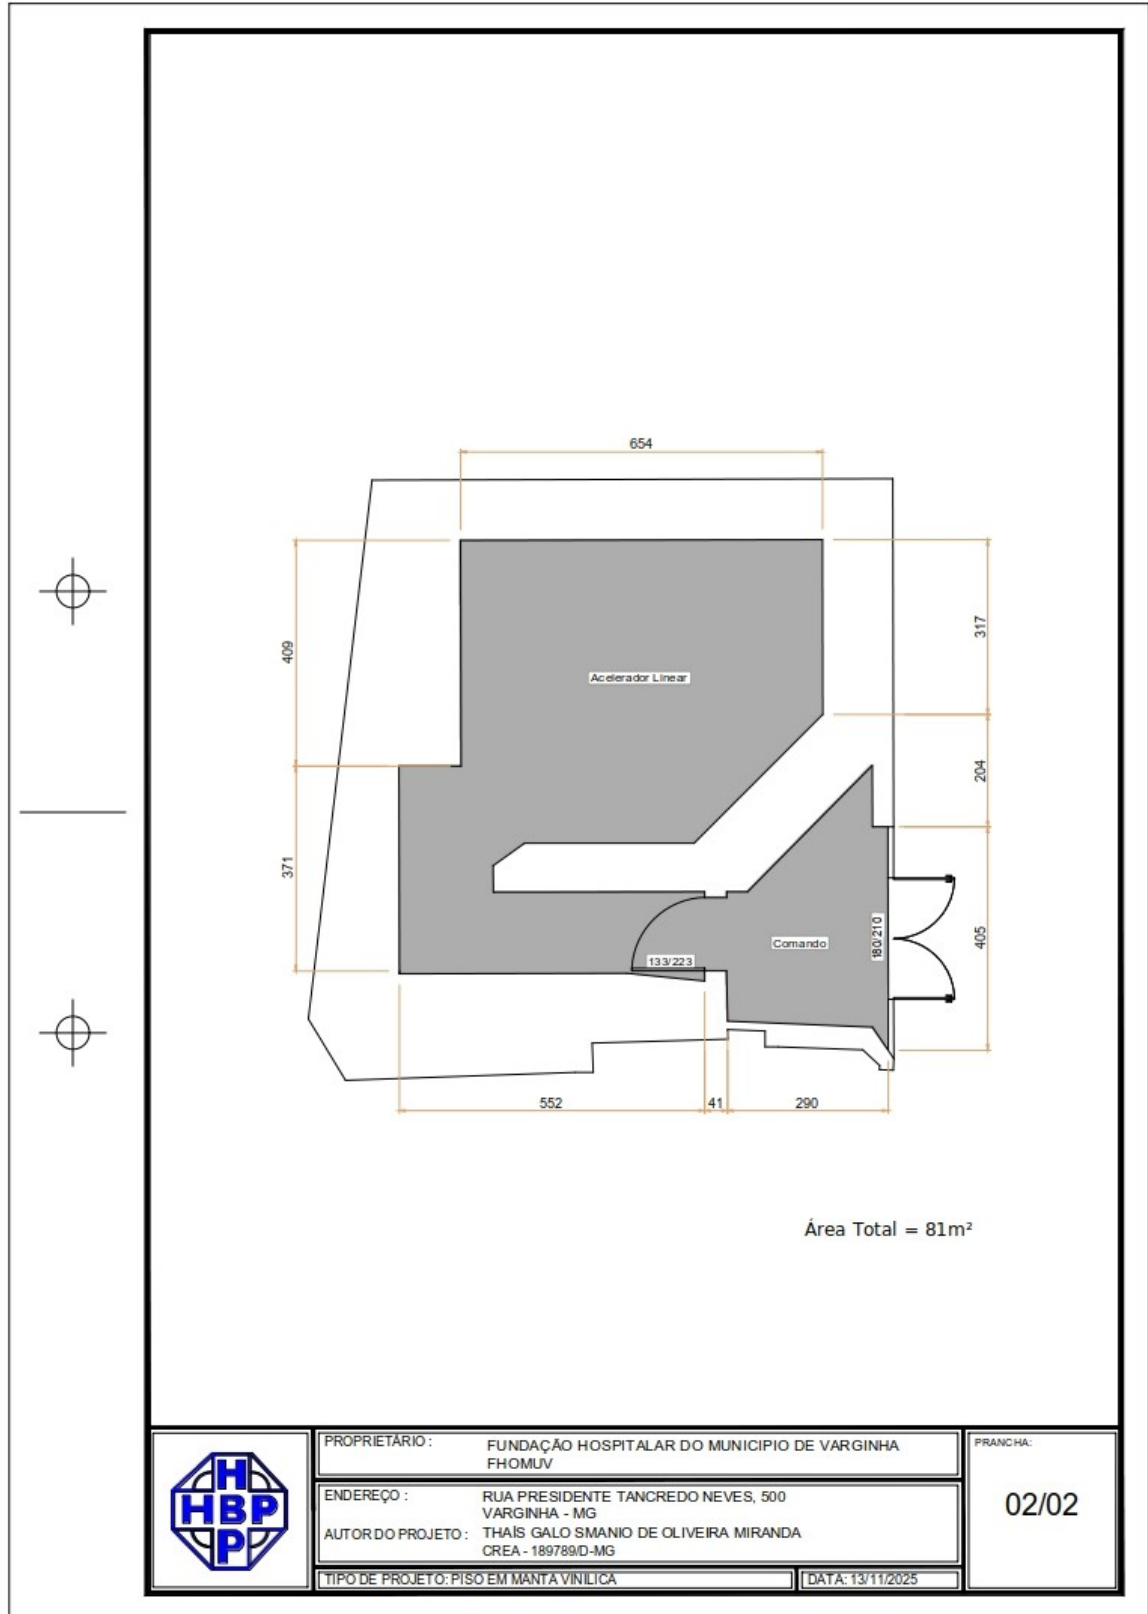 654
409
317
Acelerador Linear
204
371
Comando
180/210
405
133/223
552
41
290
Área Total = 81m²
H
HBP
P
PROPRIETÁRIO :
FUNDAÇÃO HOSPITALAR DO MUNICIPIO DE VARGINHA
FHOMUV
PRANCHA:
02/02
ENDEREÇO :
RUA PRESIDENTE TANCREDO NEVES, 500
VARGINHA - MG
AUTOR DO PROJETO :
THAÍS GALO SMANIO DE OLIVEIRA MIRANDA
CREA - 189789/D-MG
TIPO DE PROJETO: PISO EM MANTA VINILICA
DATA: 13/11/2025